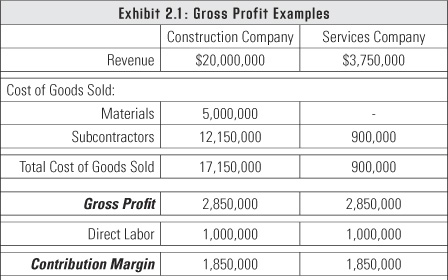 Exhibit 2.1: Gross Profit Examples
Construction Company Services Company
Revenue $20,000,000 $3,750,000
Cost of Goods Sold:
Materials 5,000,000 -
Subcontractors 12,150,000 900,000
Total Cost of Goods Sold 17,150,000 900,000
Gross Profit 2,850,000 2,850,000
Direct Labor 1,000,000 1,000,000
Contribution Margin 1,850,000 1,850,000